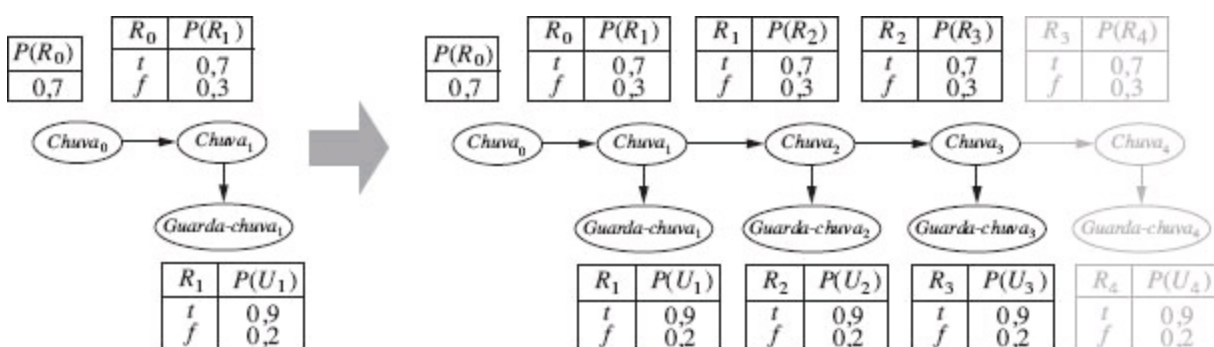 P(R0)
0,7
R0 P(R1)
t 0,7
f 0,3
Chuva0
Chuva1
Guarda-chuva1
R1 P(U1)
t 0,9
f 0,2
P(R0)
0,7
R0 P(R1)
t 0,7
f 0,3
R1 P(R2)
t 0,7
f 0,3
R2 P(R3)
t 0,7
f 0,3
R3 P(R4)
t 0,7
f 0,3
Chuva0
Chuva1
Chuva2
Chuva3
Chuva4
Guarda-chuva1
Guarda-chuva2
Guarda-chuva3
Guarda-chuva4
R1 P(U1)
t 0,9
f 0,2
R2 P(U2)
t 0,9
f 0,2
R3 P(U3)
t 0,9
f 0,2
R4 P(U4)
t 0,9
f 0,2